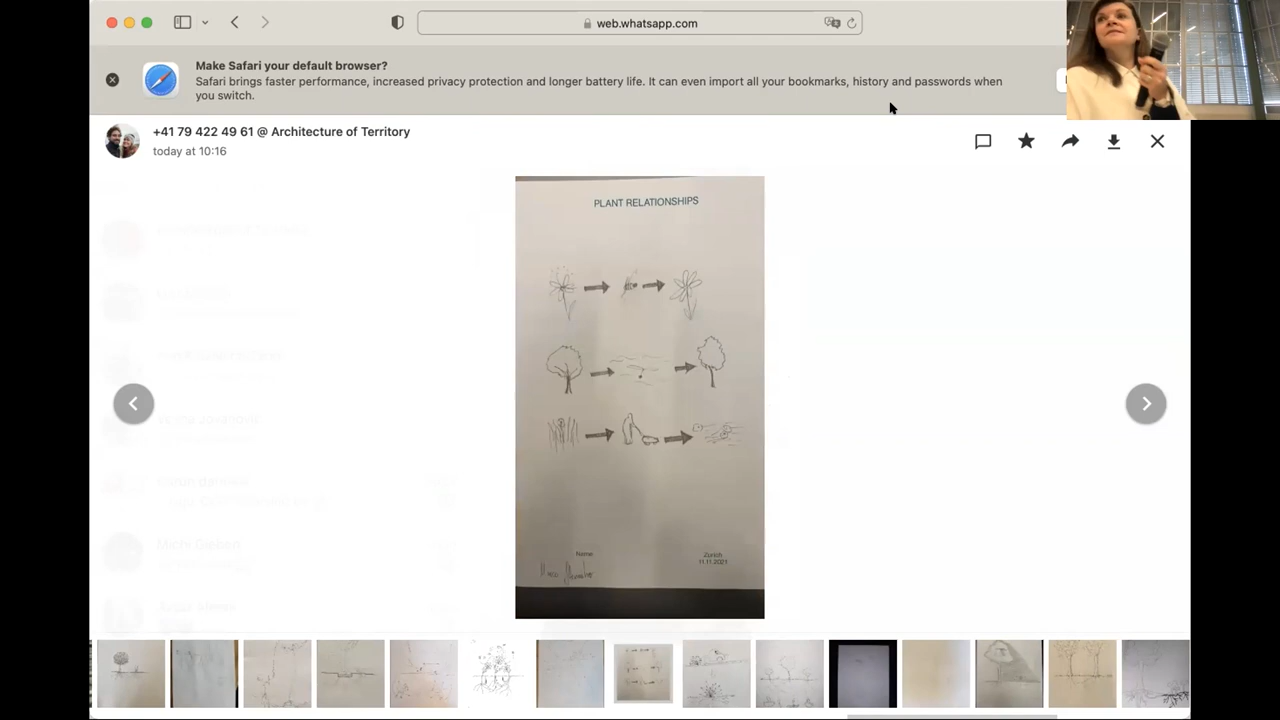 web.whatsapp.com
Make Safari your default browser?
Safari brings faster performance, increased privacy protection and longer battery life. It can even import all your bookmarks, history and passwords when
you switch.
+41 79 422 49 61 @ Architecture of Territory
today at 10:16
PLANT RELATIONSHIPS
Name
Zurich
11.11.2021